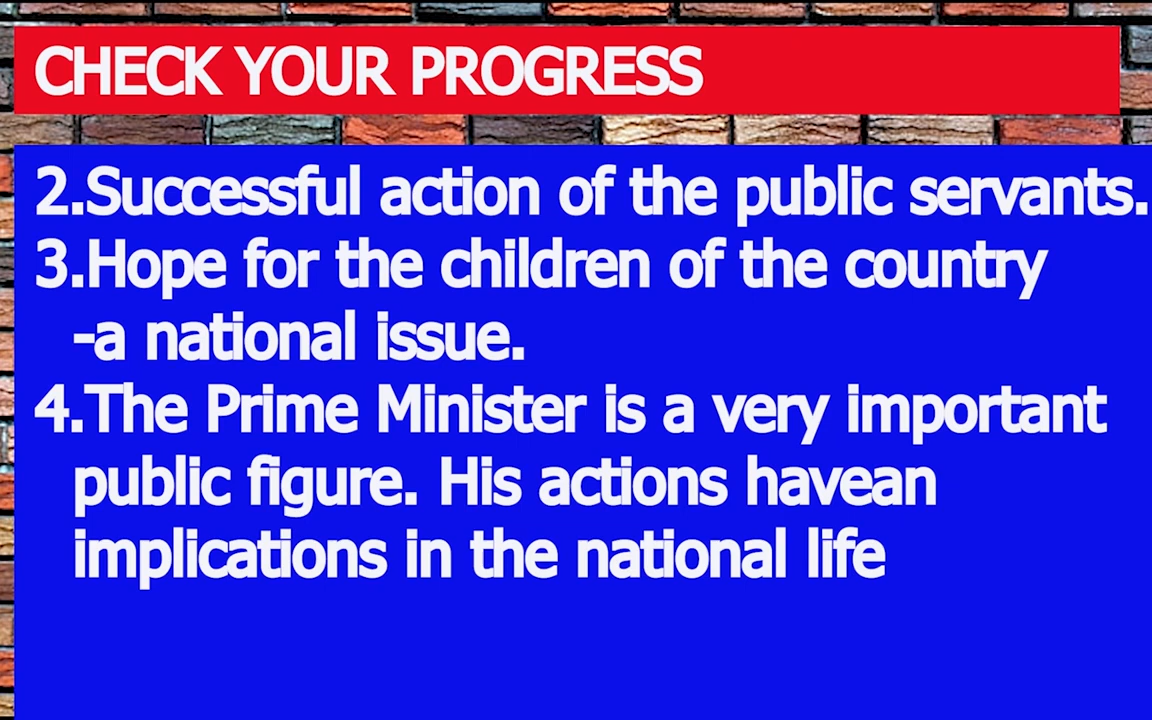 CHECK YOUR PROGRESS
2.Successful action of the public servants.
3.Hope for the children of the country
-a national issue.
4.The Prime Minister is a very important
public figure. His actions havean
implications in the national life